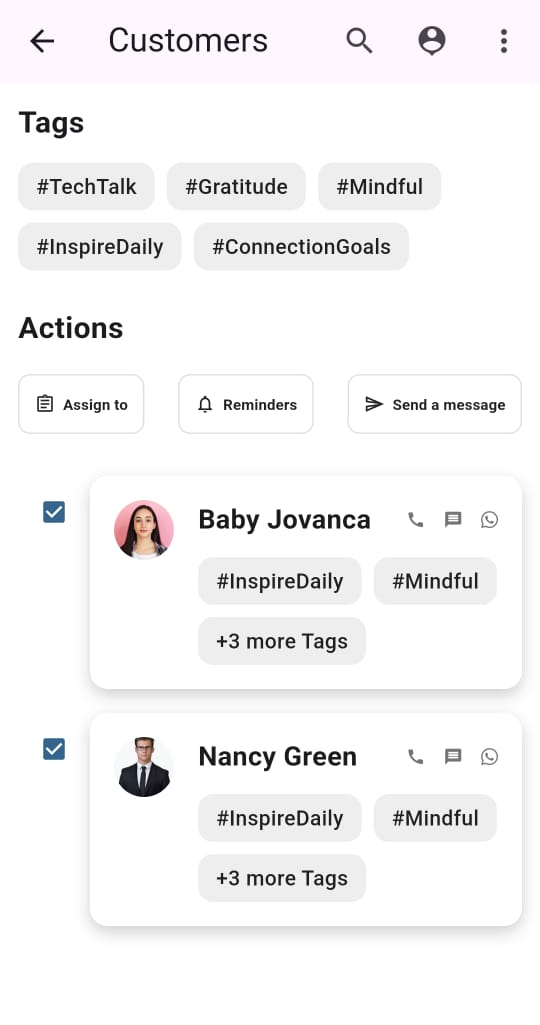 Customers
Tags
#TechTalk #Gratitude #Mindful
#InspireDaily #ConnectionGoals
Actions
Assign to Reminders Send a message
Baby Jovanca
#InspireDaily #Mindful
+3 more Tags
Nancy Green
#InspireDaily #Mindful
+3 more Tags